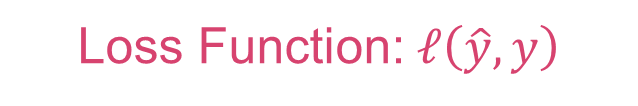 Loss Function: ℓ(ŷ, y)